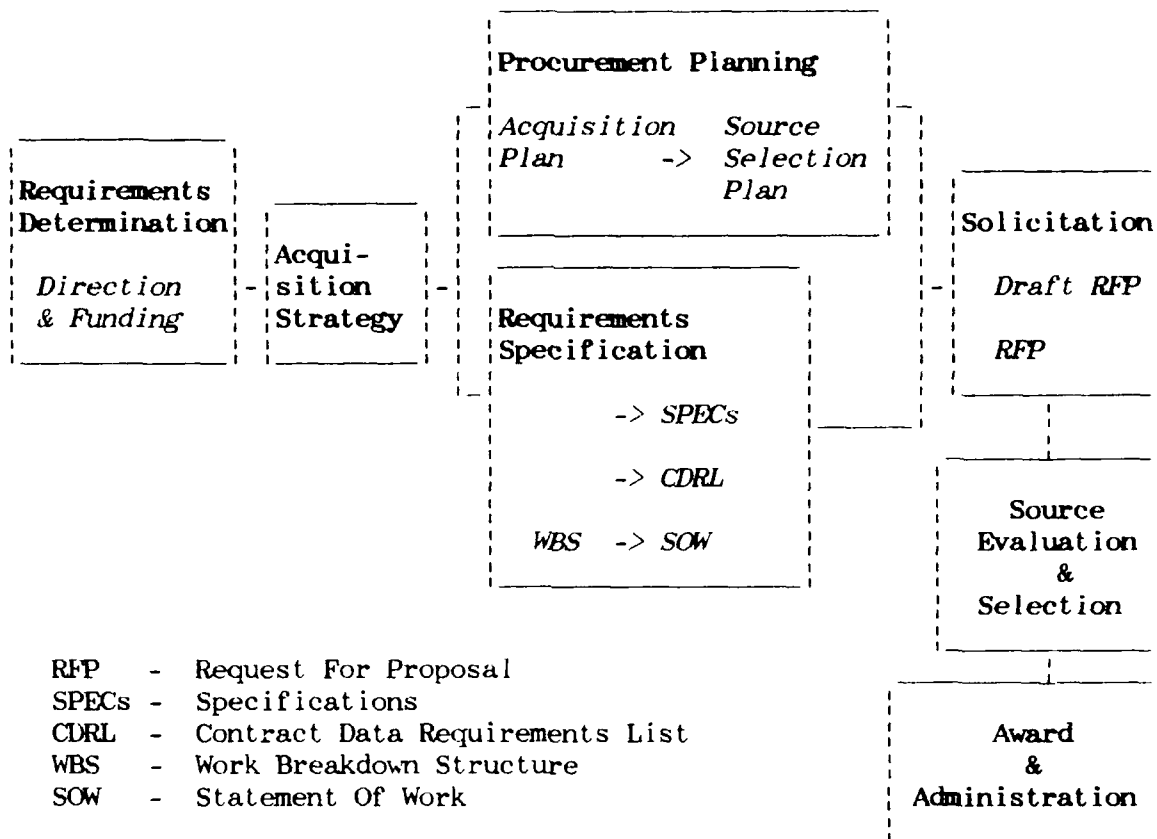 Requirements
Determination
Direction
& Funding
Acqui-
sition
Strategy
Procurement Planning
Acquisition Source
Plan -> Selection
Plan
Requirements
Specification
-> SPECs
-> CDRL
WBS -> SOW
Solicitation
Draft RFP
RFP
Source
Evaluation
&
Selection
Award
&
Administration
RFP - Request For Proposal
SPECs - Specifications
CDRL - Contract Data Requirements List
WBS - Work Breakdown Structure
SOW - Statement Of Work